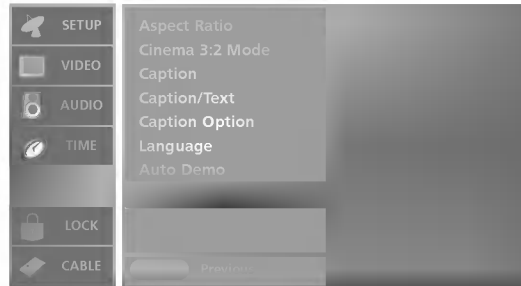 SETUP
VIDEO
AUDIO
TIME
LOCK
CABLE
Aspect Ratio
Cinema 3:2 Mode
Caption
Caption/Text
Caption Option
Language
Auto Demo
Previous